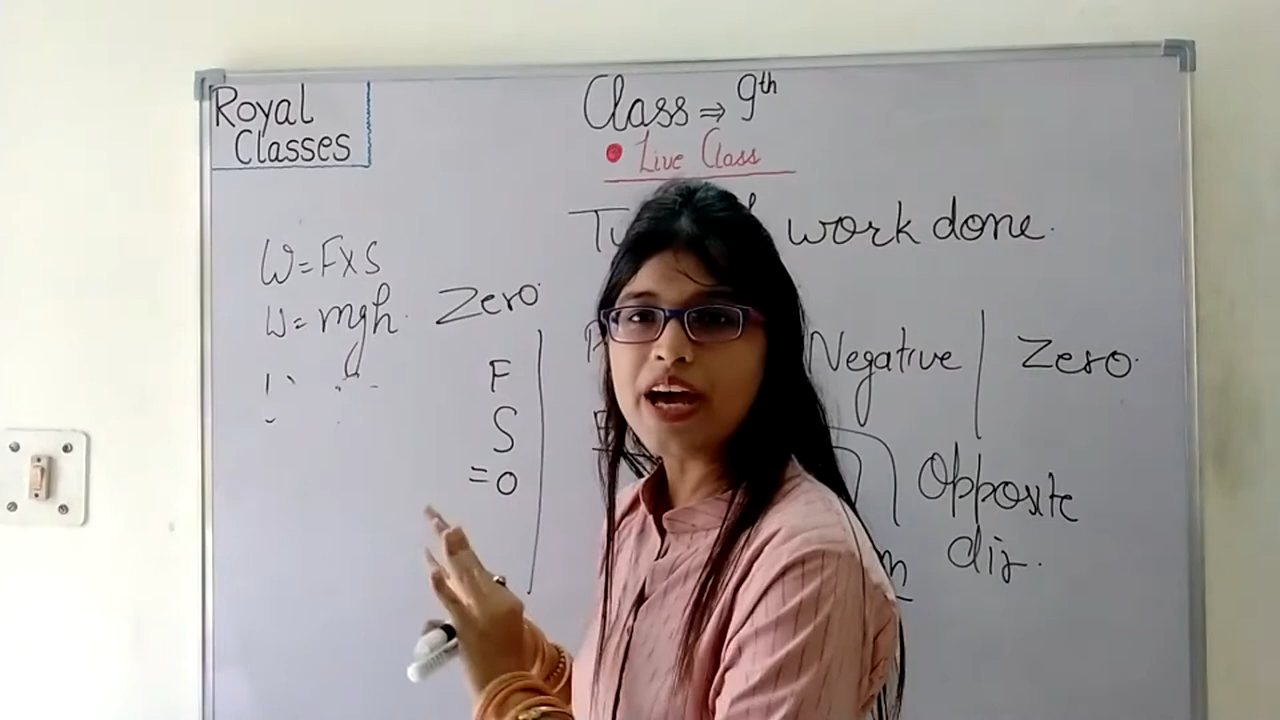 Royal
Classes
Class ⇒ 9th
• Live Class
work done.
W=F×S
W=mgh.
Zero.
F
S
=0
Negative | Zero.
Opposite
dir.